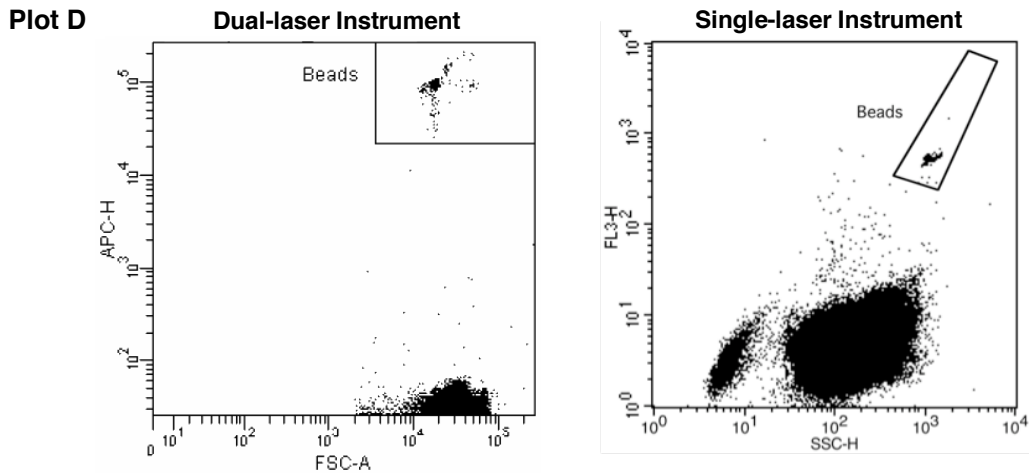 Plot D
Dual-laser Instrument
Single-laser Instrument
Beads
10^5
10^4
10^3
10^2
APC-H
0
10^1
10^2
10^3
10^4
10^5
FSC-A
Beads
10^4
10^3
10^2
10^1
10^0
FL3-H
10^0
10^1
10^2
10^3
10^4
SSC-H